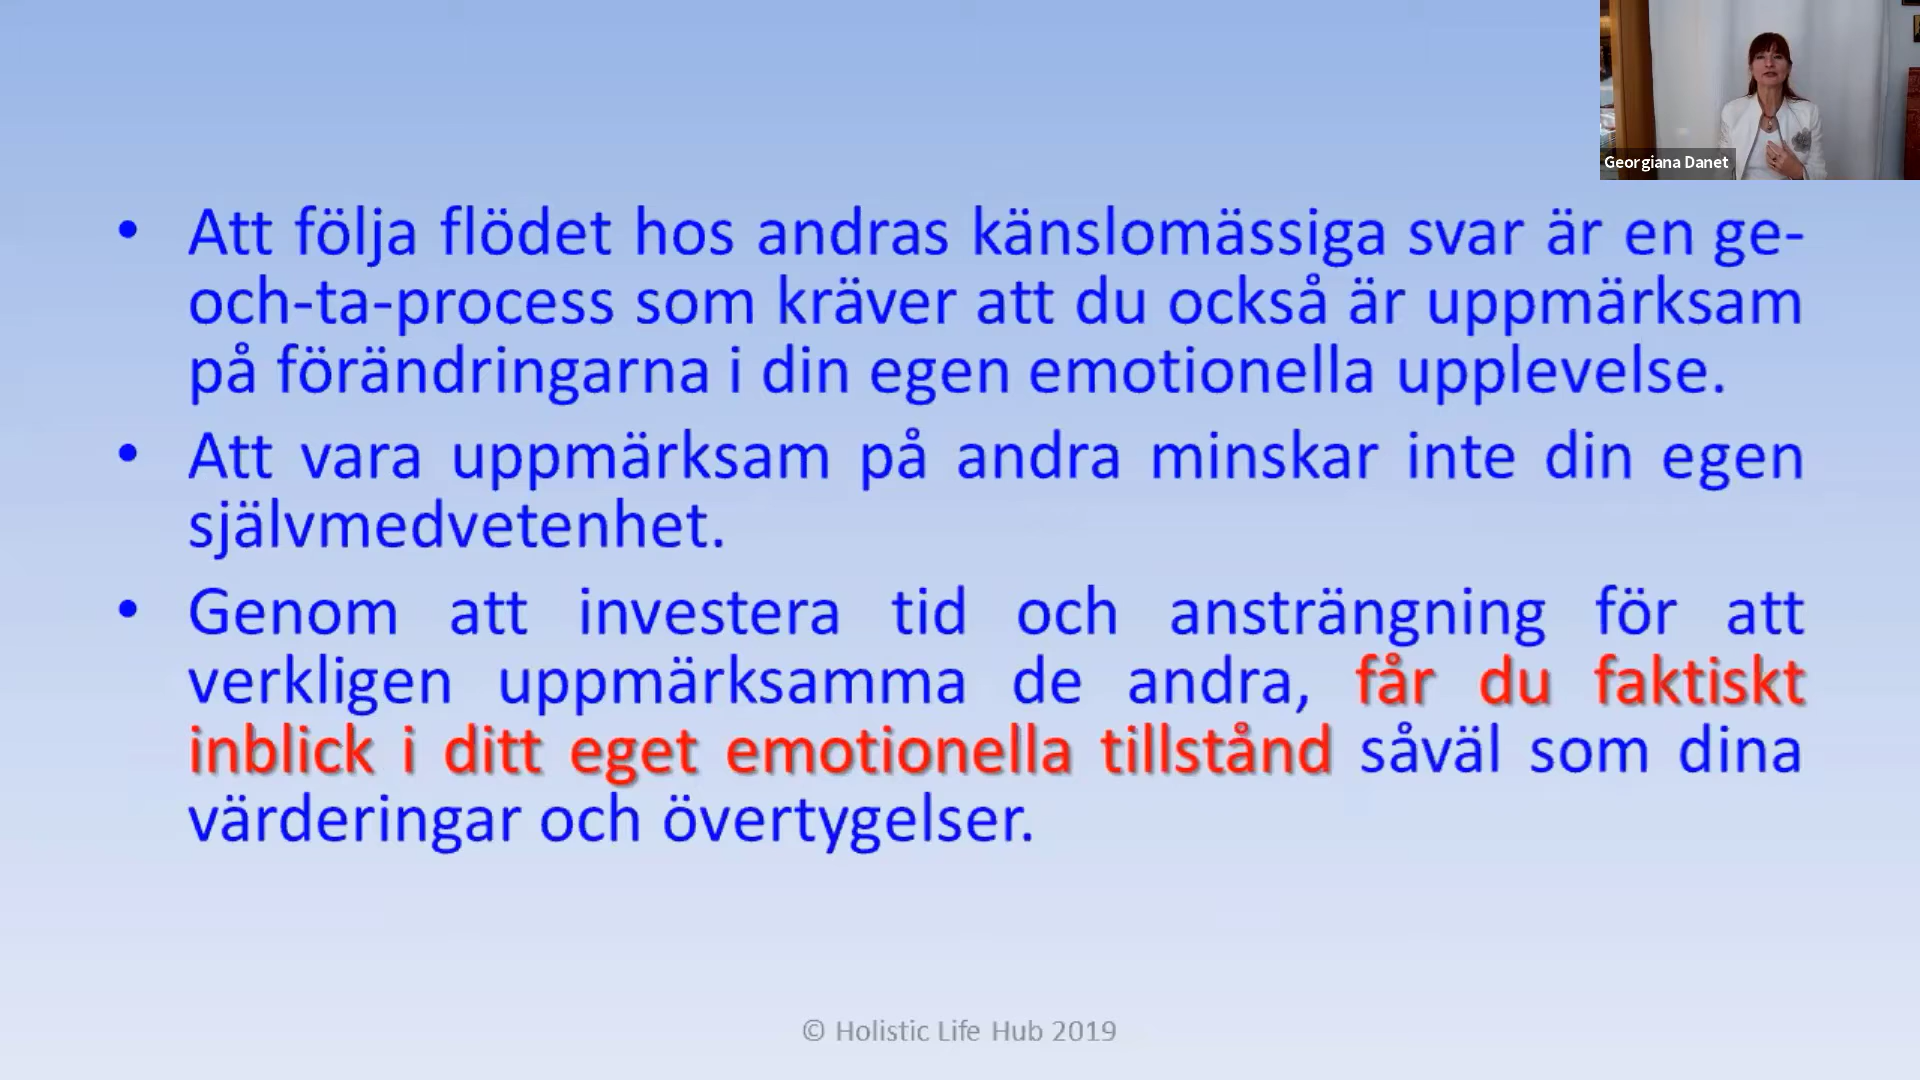 Georgiana Danet
• Att följa flödet hos andras känslomässiga svar är en ge-
och-ta-process som kräver att du också är uppmärksam
på förändringarna i din egen emotionella upplevelse.
• Att vara uppmärksam på andra minskar inte din egen
självmedvetenhet.
• Genom att investera tid och ansträngning för att
verkligen uppmärksamma de andra, får du faktiskt
inblick i ditt eget emotionella tillstånd såväl som dina
värderingar och övertygelser.
© Holistic Life Hub 2019